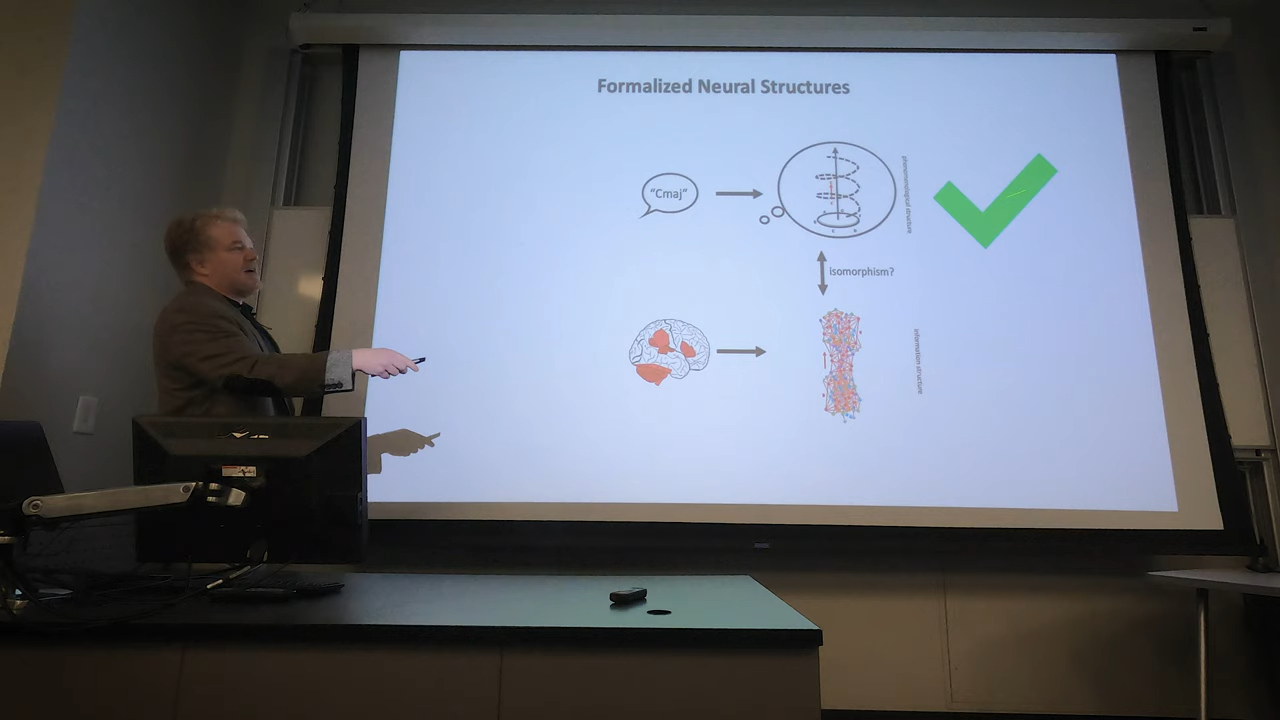 Formalized Neural Structures
"Cmaj"
phenomenological structure
isomorphism?
information structure